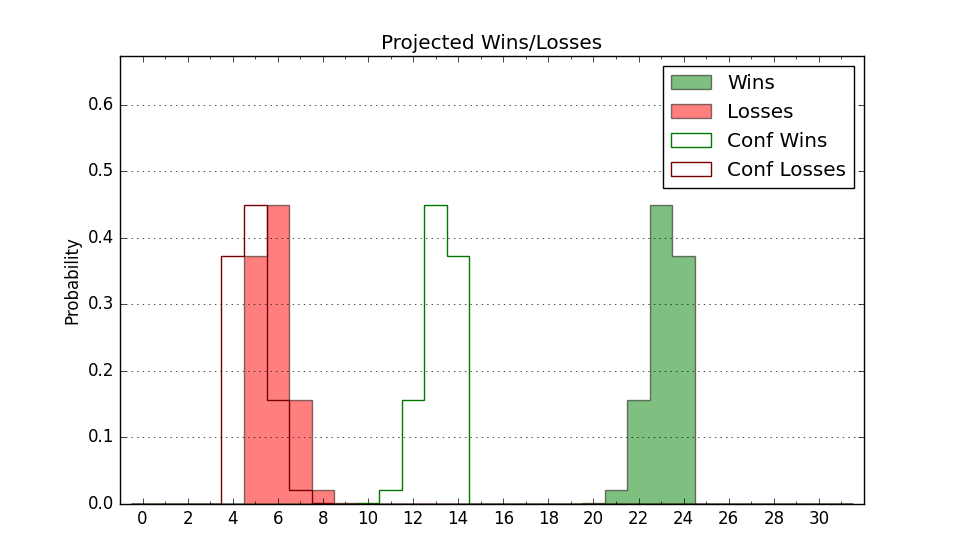 Projected Wins/Losses
Wins
Losses
Conf Wins
Conf Losses
Probability
0.6
0.5
0.4
0.3
0.2
0.1
0.0
0 2 4 6 8 10 12 14 16 18 20 22 24 26 28 30